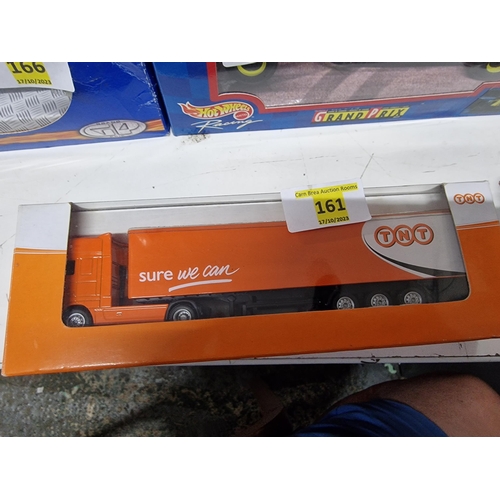 166
17/10/2023
Hot Wheels
Racing
GRAND PRIX
Carn Brea Auction Rooms
161
17/10/2023
TNT
TNT
sure we can